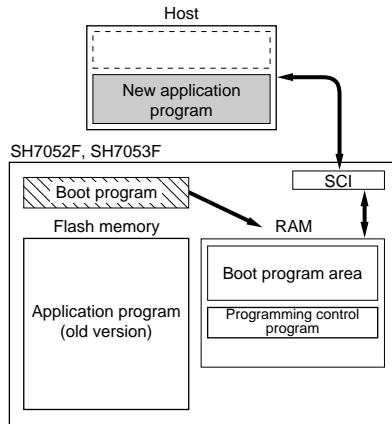 Host
New application
program
SH7052F, SH7053F
SCI
Boot program
Flash memory
RAM
Boot program area
Application program
(old version)
Programming control
program